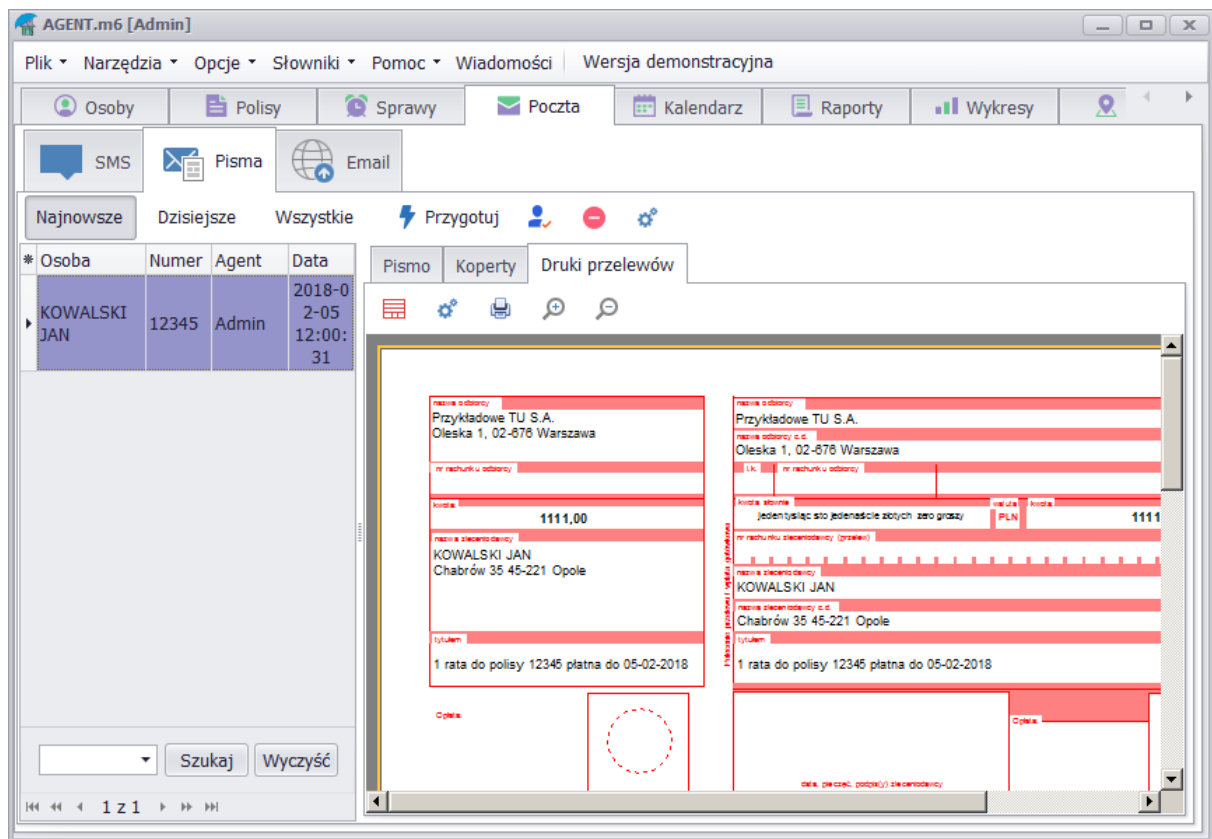 AGENT.m6 [Admin]
Plik Narzędzia Opcje Słowniki Pomoc Wiadomości Wersja demonstracyjna
Osoby Polisy Sprawy Poczta Kalendarz Raporty Wykresy
SMS Pisma Email
Najnowsze Dzisiejsze Wszystkie Przygotuj
Osoba Numer Agent Data
KOWALSKI JAN 12345 Admin 2018-02-05 12:00:31
Pismo Koperty Druki przelewów
nazwa odbiorcy
Przykładowe TU S.A.
Oleska 1, 02-676 Warszawa
nr rachunku odbiorcy
kwota
1111,00
nazwa zleceniodawcy
KOWALSKI JAN
Chabrów 35 45-221 Opole
tytułem
1 rata do polisy 12345 płatna do 05-02-2018
Opłata:
nazwa odbiorcy
Przykładowe TU S.A.
nazwa odbiorcy c.d.
Oleska 1, 02-676 Warszawa
l.k. nr rachunku odbiorcy
kwota słownie waluta kwota
jeden tysiąc sto jedenaście złotych zero groszy PLN 1111
nr rachunku zleceniodawcy (przelew)
nazwa zleceniodawcy
KOWALSKI JAN
nazwa zleceniodawcy c.d.
Chabrów 35 45-221 Opole
tytułem
1 rata do polisy 12345 płatna do 05-02-2018
Polecenie przelewu / wpłata gotówkowa
Opłata:
data, pieczęć, podpis(y) zleceniodawcy
Szukaj Wyczyść
1 z 1